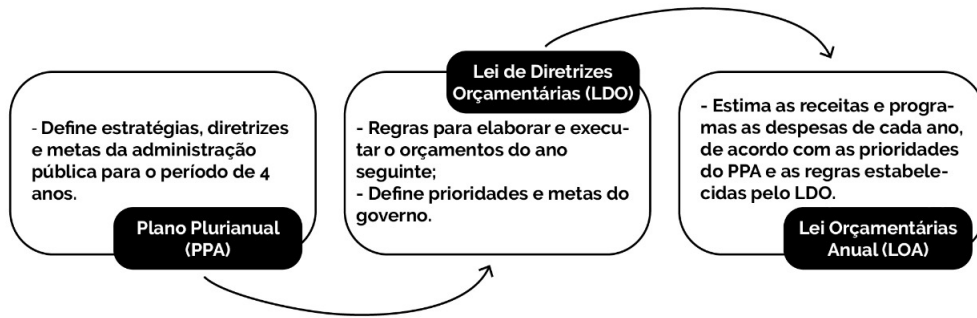 - Define estratégias, diretrizes
e metas da administração
pública para o período de 4
anos.
Plano Plurianual
(PPA)
Lei de Diretrizes
Orçamentárias (LDO)
- Regras para elaborar e execu-
tar o orçamentos do ano
seguinte;
- Define prioridades e metas do
governo.
- Estima as receitas e progra-
mas as despesas de cada ano,
de acordo com as prioridades
do PPA e as regras estabele-
cidas pelo LDO.
Lei Orçamentárias
Anual (LOA)